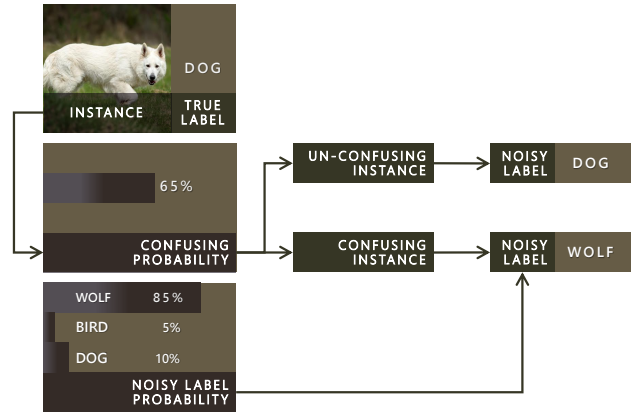 DOG
INSTANCE
TRUE
LABEL
65%
CONFUSING
PROBABILITY
UN-CONFUSING
INSTANCE
NOISY
LABEL
DOG
CONFUSING
INSTANCE
NOISY
LABEL
WOLF
WOLF 85%
BIRD 5%
DOG 10%
NOISY LABEL
PROBABILITY